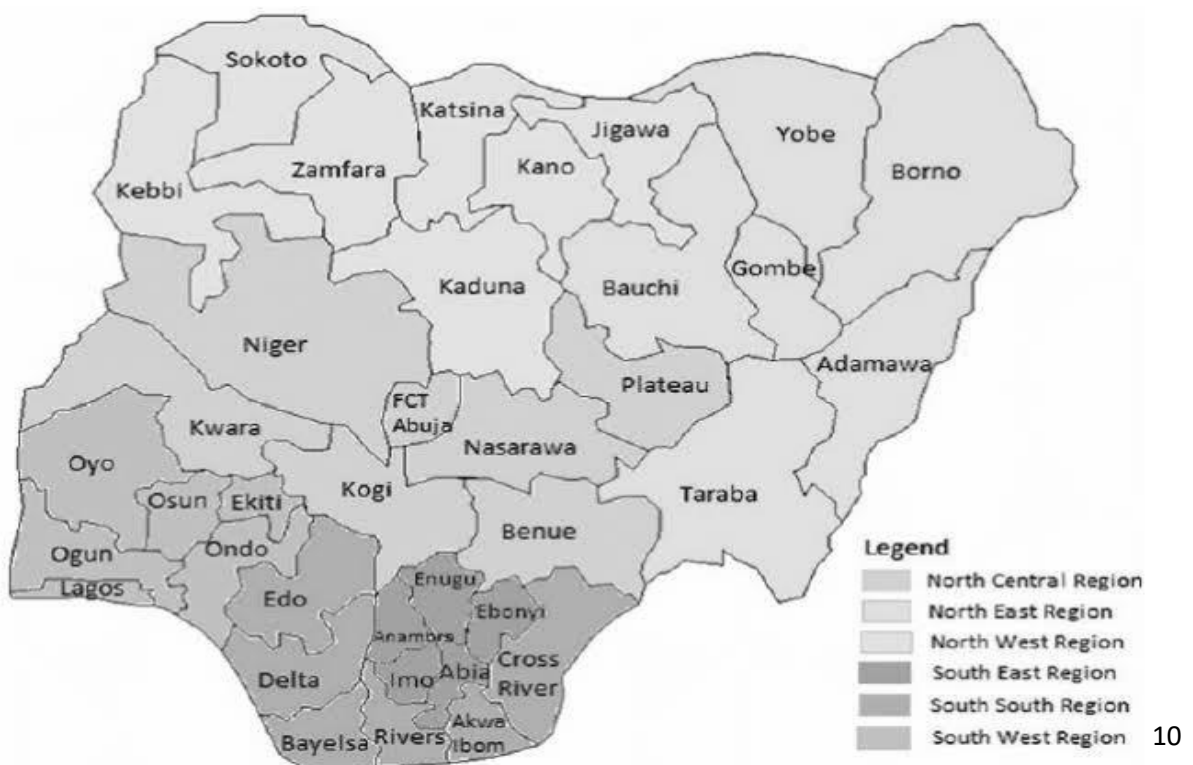 Sokoto
Katsina
Jigawa
Yobe
Kano
Zamfara
Borno
Kebbi
Gombe
Kaduna
Bauchi
Niger
Adamawa
Plateau
FCT
Abuja
Kwara
Nasarawa
Oyo
Kogi
Taraba
Osun
Ekiti
Benue
Ogun
Ondo
Legend
Lagos
Enugu
North Central Region
Edo
Ebonyi
North East Region
Anambrs
North West Region
Cross
River
Delta
Imo
Abia
South East Region
South South Region
Akwa
Ibom
Bayelsa
Rivers
South West Region
10